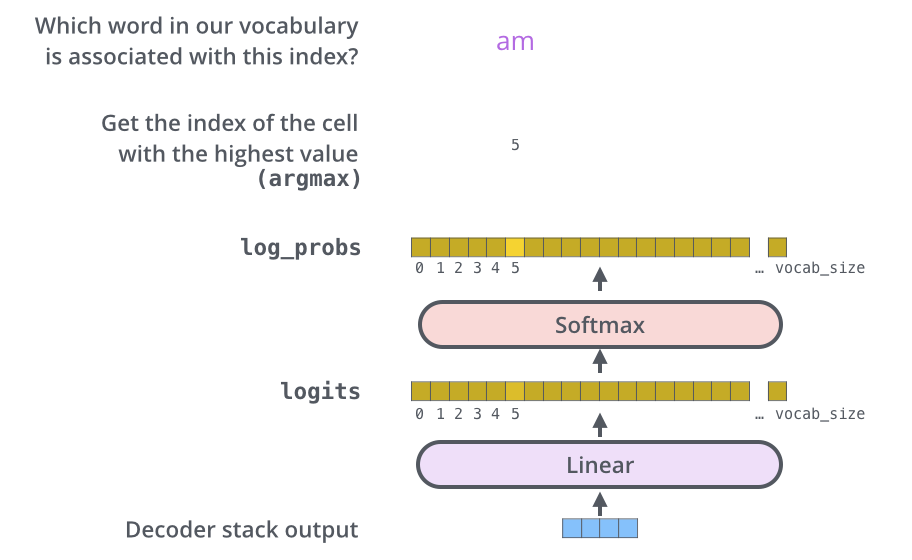 Which word in our vocabulary
is associated with this index?
am
Get the index of the cell
with the highest value
(argmax)
5
log_probs
0 1 2 3 4 5 … vocab_size
Softmax
logits
0 1 2 3 4 5 … vocab_size
Linear
Decoder stack output